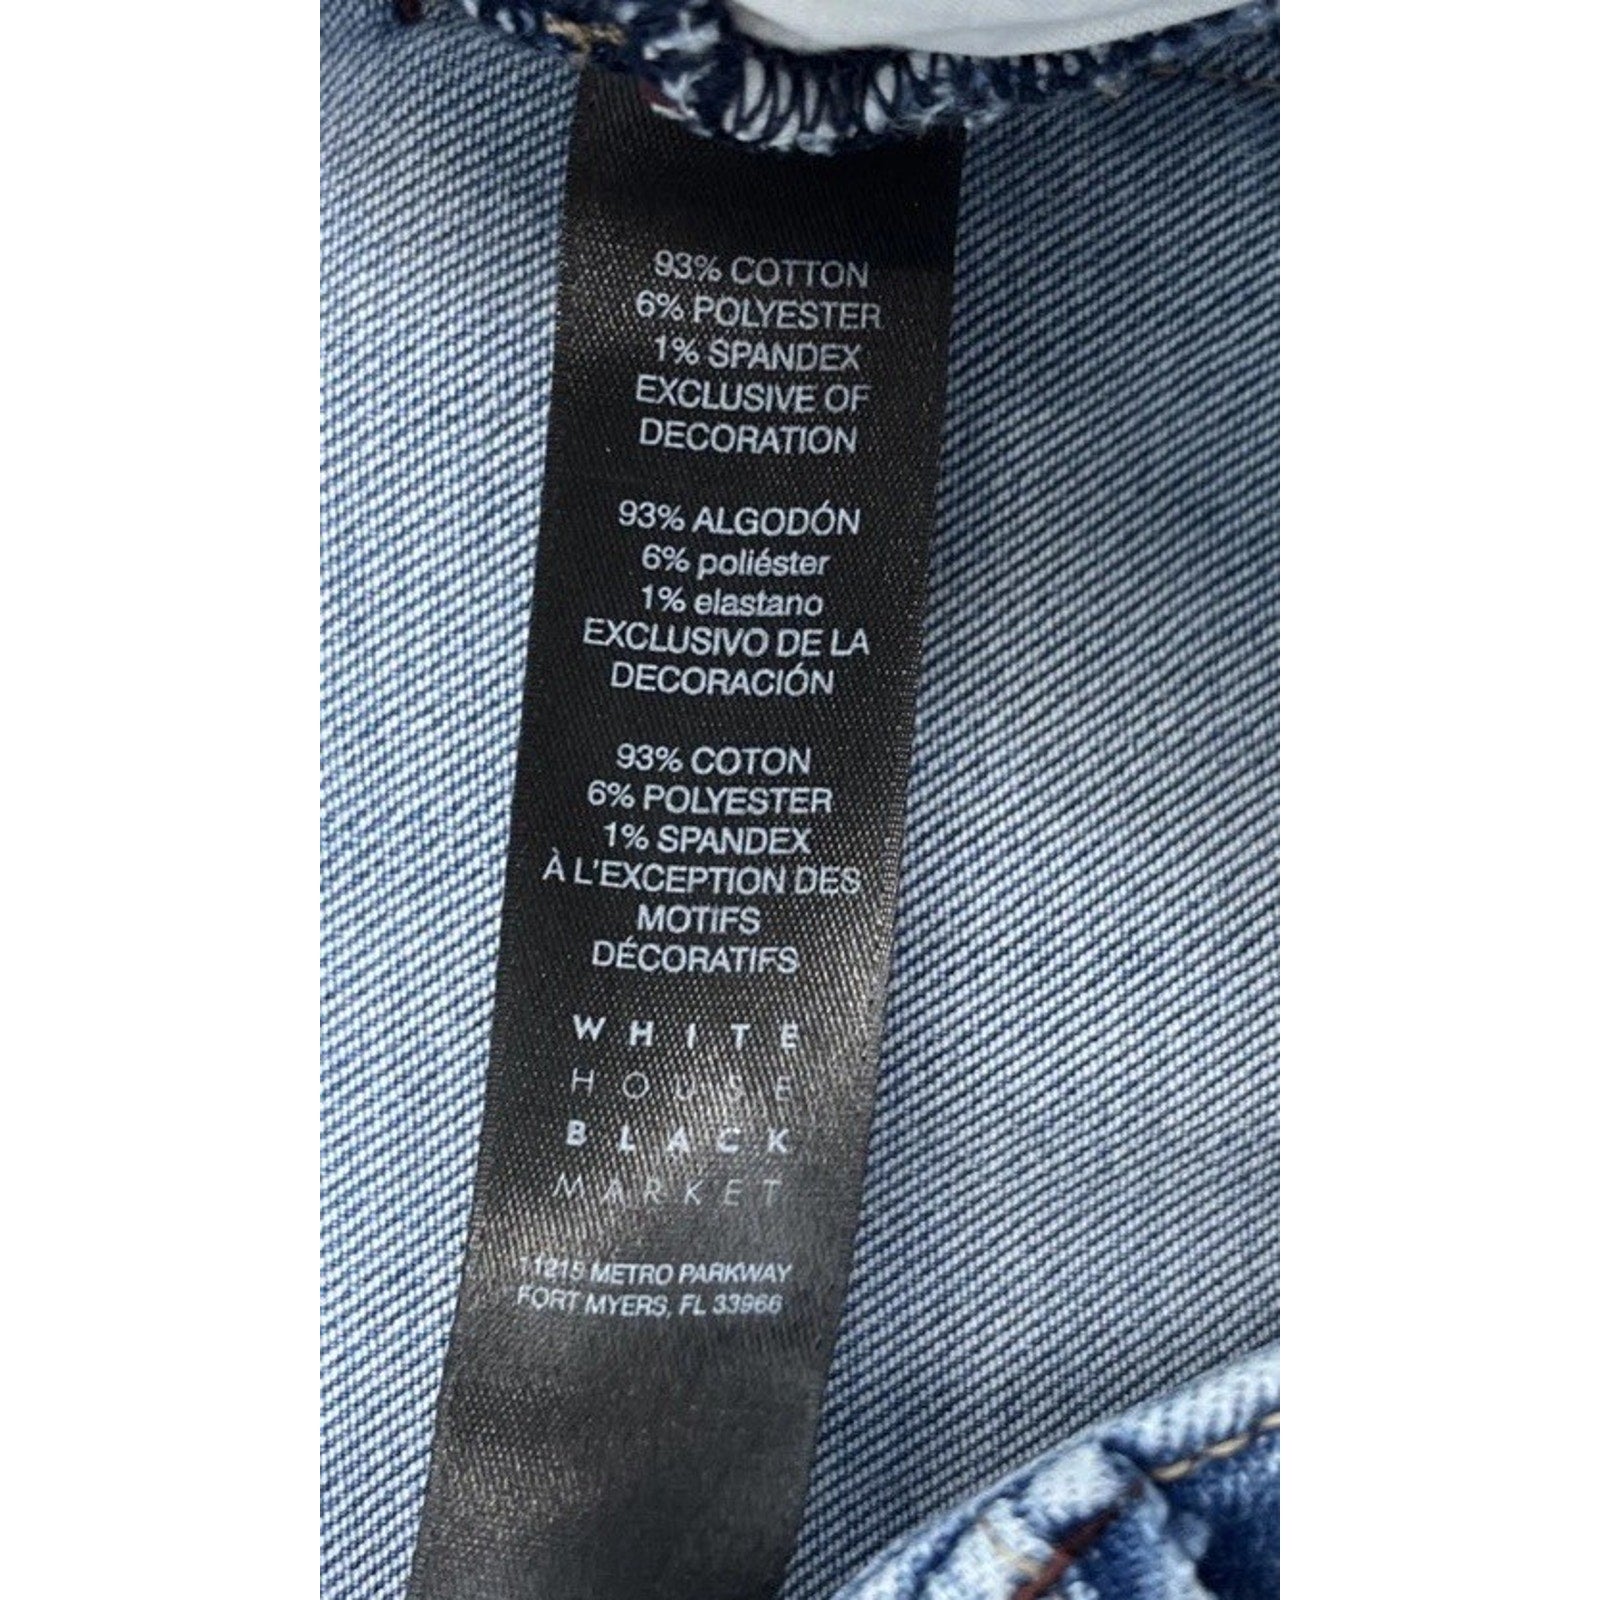 93% COTTON
6% POLYESTER
1% SPANDEX
EXCLUSIVE OF
DECORATION
93% ALGODÓN
6% poliéster
1% elastano
EXCLUSIVO DE LA
DECORACIÓN
93% COTON
6% POLYESTER
1% SPANDEX
À L'EXCEPTION DES
MOTIFS
DÉCORATIFS
WHITE
HOUSE
BLACK
MARKET
11215 METRO PARKWAY
FORT MYERS, FL 33966